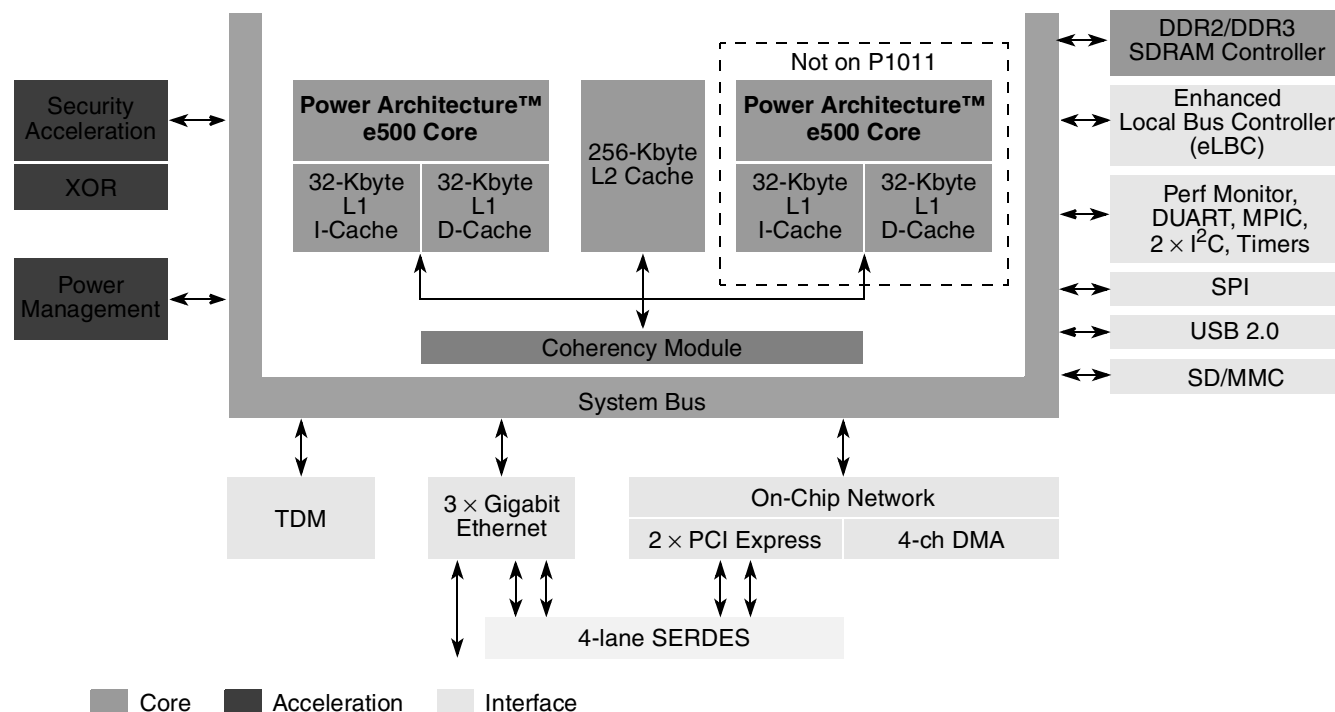 Security
Acceleration
XOR
Power
Management
Not on P1011
Power Architecture™
e500 Core
32-Kbyte
L1
I-Cache
32-Kbyte
L1
D-Cache
256-Kbyte
L2 Cache
Power Architecture™
e500 Core
32-Kbyte
L1
I-Cache
32-Kbyte
L1
D-Cache
Coherency Module
System Bus
DDR2/DDR3
SDRAM Controller
Enhanced
Local Bus Controller
(eLBC)
Perf Monitor,
DUART, MPIC,
2 × I²C, Timers
SPI
USB 2.0
SD/MMC
TDM
3 × Gigabit
Ethernet
On-Chip Network
2 × PCI Express
4-ch DMA
4-lane SERDES
Core
Acceleration
Interface